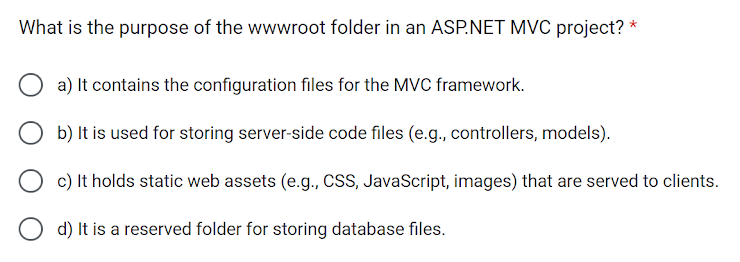 What is the purpose of the wwwroot folder in an ASP.NET MVC project? *
a) It contains the configuration files for the MVC framework.
b) It is used for storing server-side code files (e.g., controllers, models).
c) It holds static web assets (e.g., CSS, JavaScript, images) that are served to clients.
d) It is a reserved folder for storing database files.